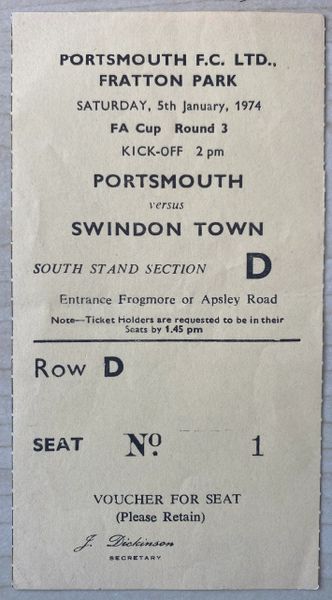 PORTSMOUTH F.C. LTD.,
FRATTON PARK
SATURDAY, 5th January, 1974
FA Cup Round 3
KICK-OFF 2 pm
PORTSMOUTH
versus
SWINDON TOWN
SOUTH STAND SECTION D
Entrance Frogmore or Apsley Road
Note—Ticket Holders are requested to be in their
Seats by 1.45 pm
Row D
SEAT No. 1
VOUCHER FOR SEAT
(Please Retain)
J. Dickinson
SECRETARY